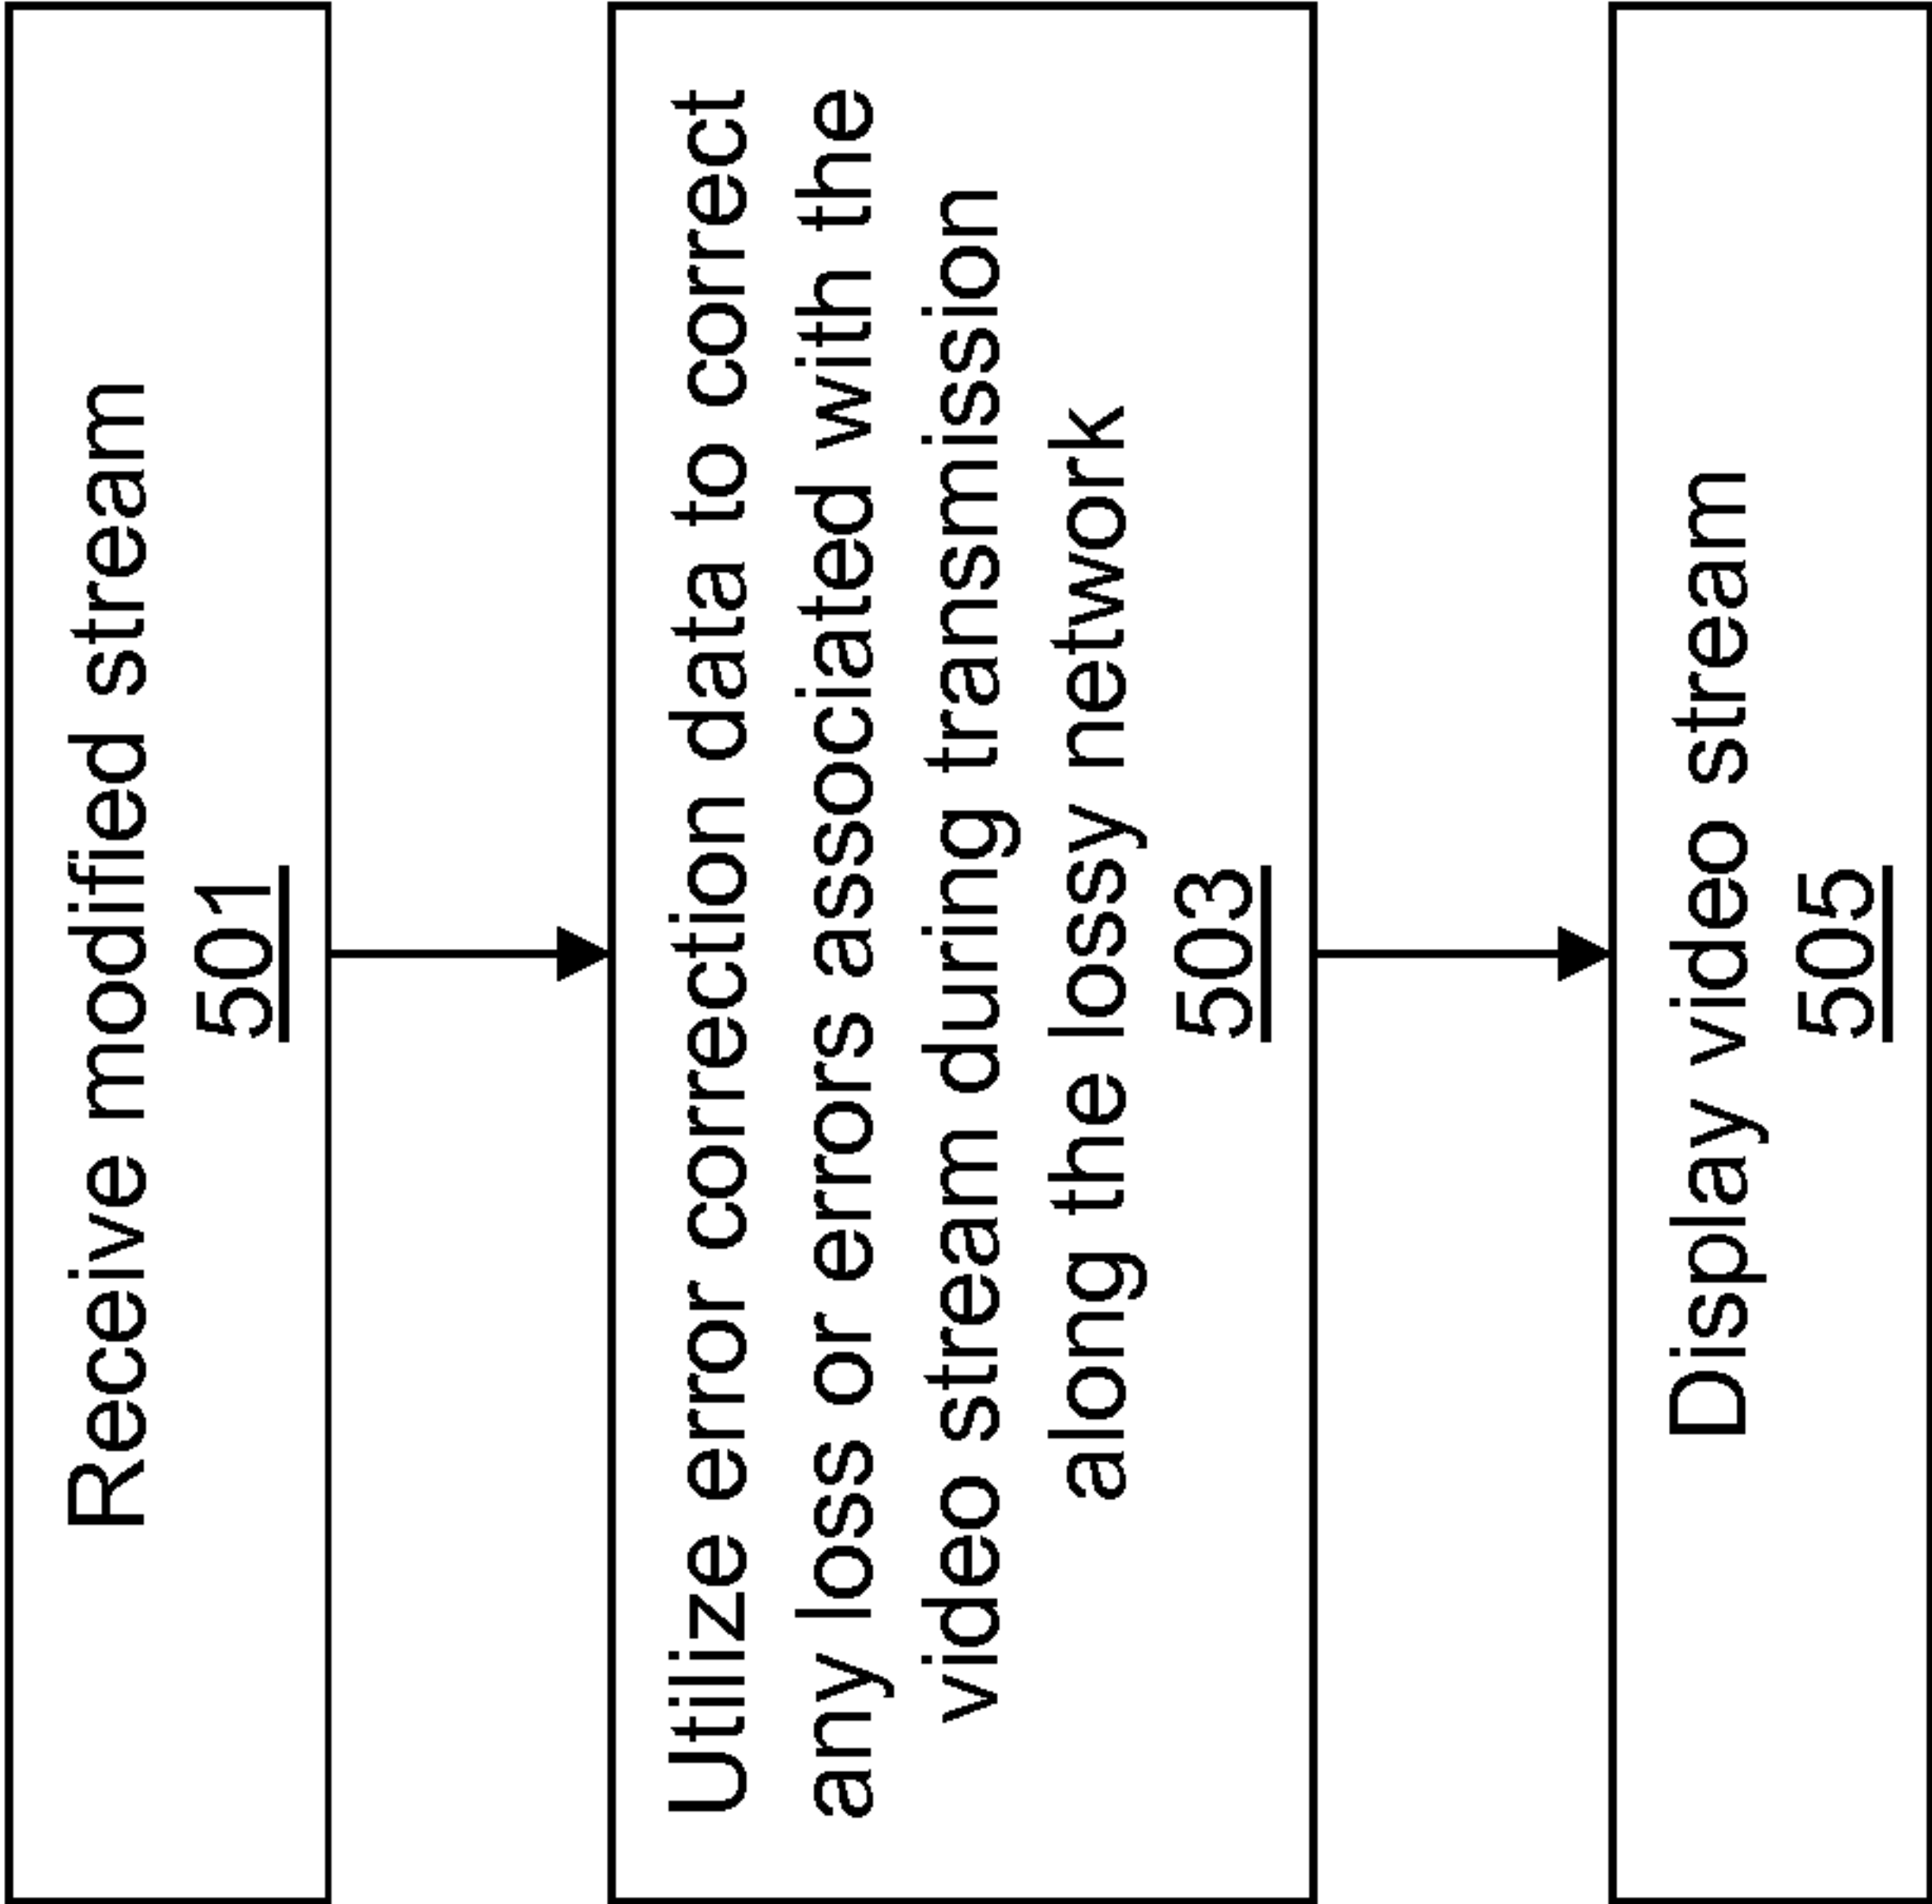 Receive modified stream
501
Utilize error correction data to correct
any loss or errors associated with the
video stream during transmission
along the lossy network
503
Display video stream
505